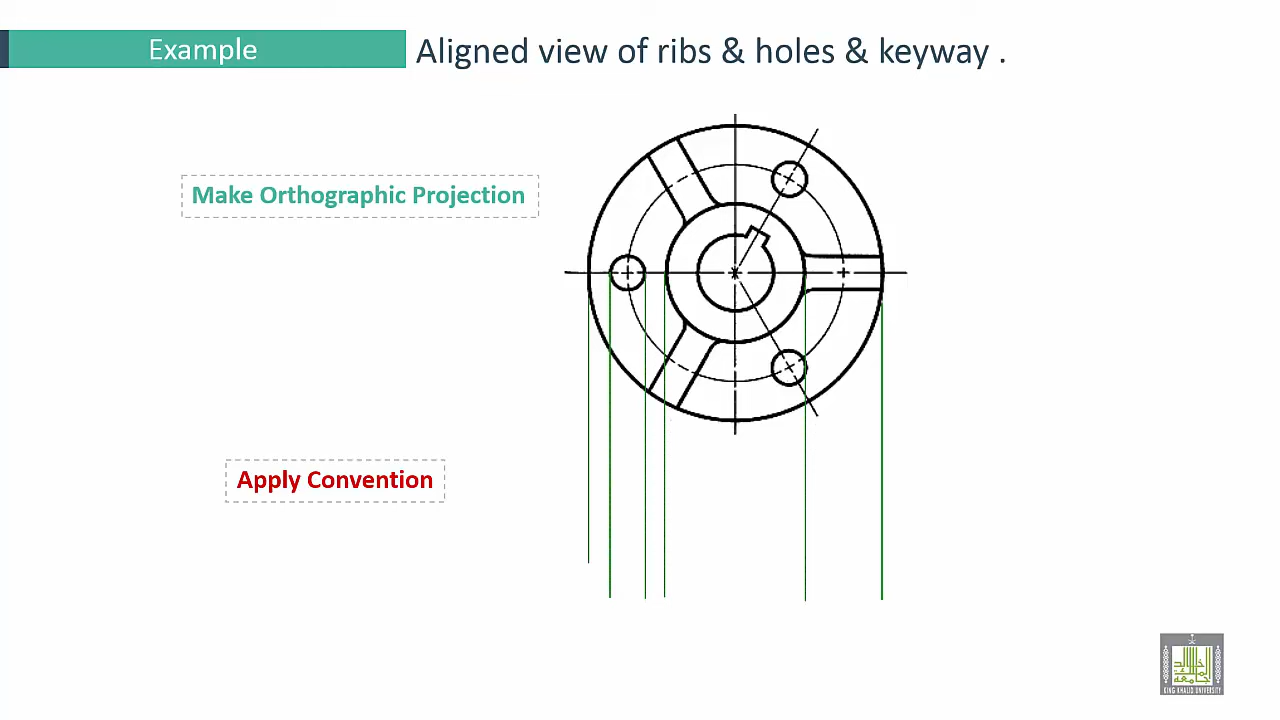 Example
Aligned view of ribs & holes & keyway .
Make Orthographic Projection
Apply Convention
KING KHALID UNIVERSITY